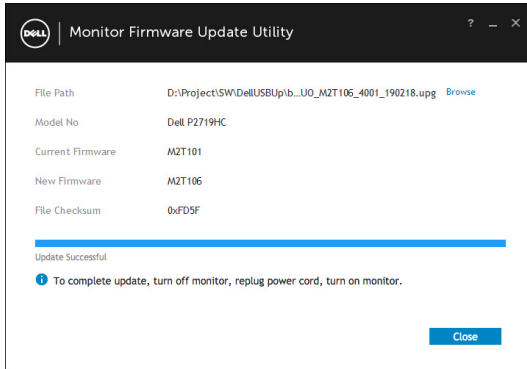 DELL Monitor Firmware Update Utility ? _ ×
File Path D:\Project\SW\DellUSBUp\b...UO_M2T106_4001_190218.upg Browse
Model No Dell P2719HC
Current Firmware M2T101
New Firmware M2T106
File Checksum 0xFD5F
Update Successful
To complete update, turn off monitor, replug power cord, turn on monitor.
Close